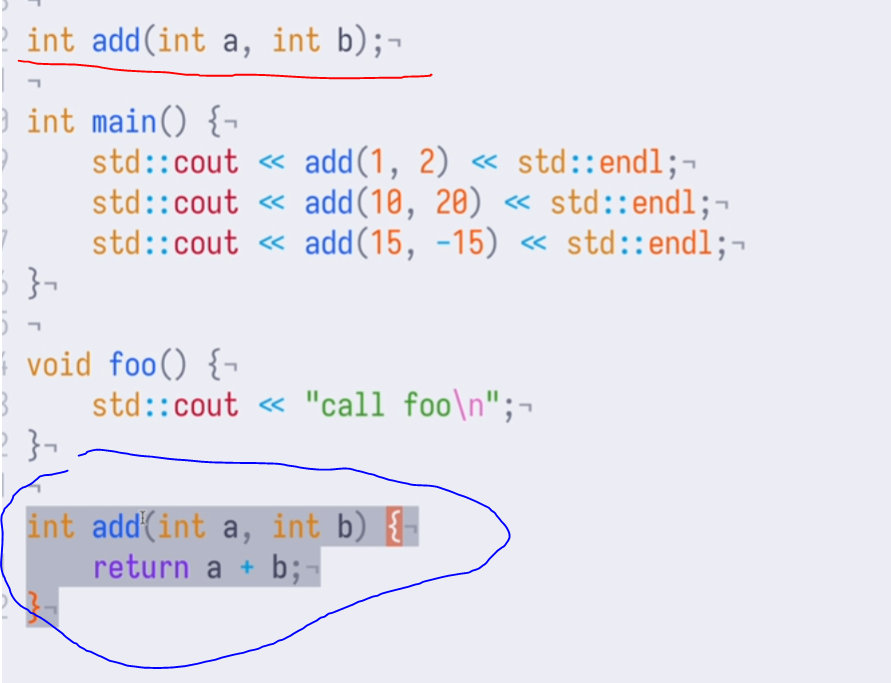 int add(int a, int b);¬
¬
int main() {¬
std::cout << add(1, 2) << std::endl;¬
std::cout << add(10, 20) << std::endl;¬
std::cout << add(15, -15) << std::endl;¬
}¬
¬
void foo() {¬
std::cout << "call foo\n";¬
}¬
¬
int add(int a, int b) {¬
return a + b;¬
}¬